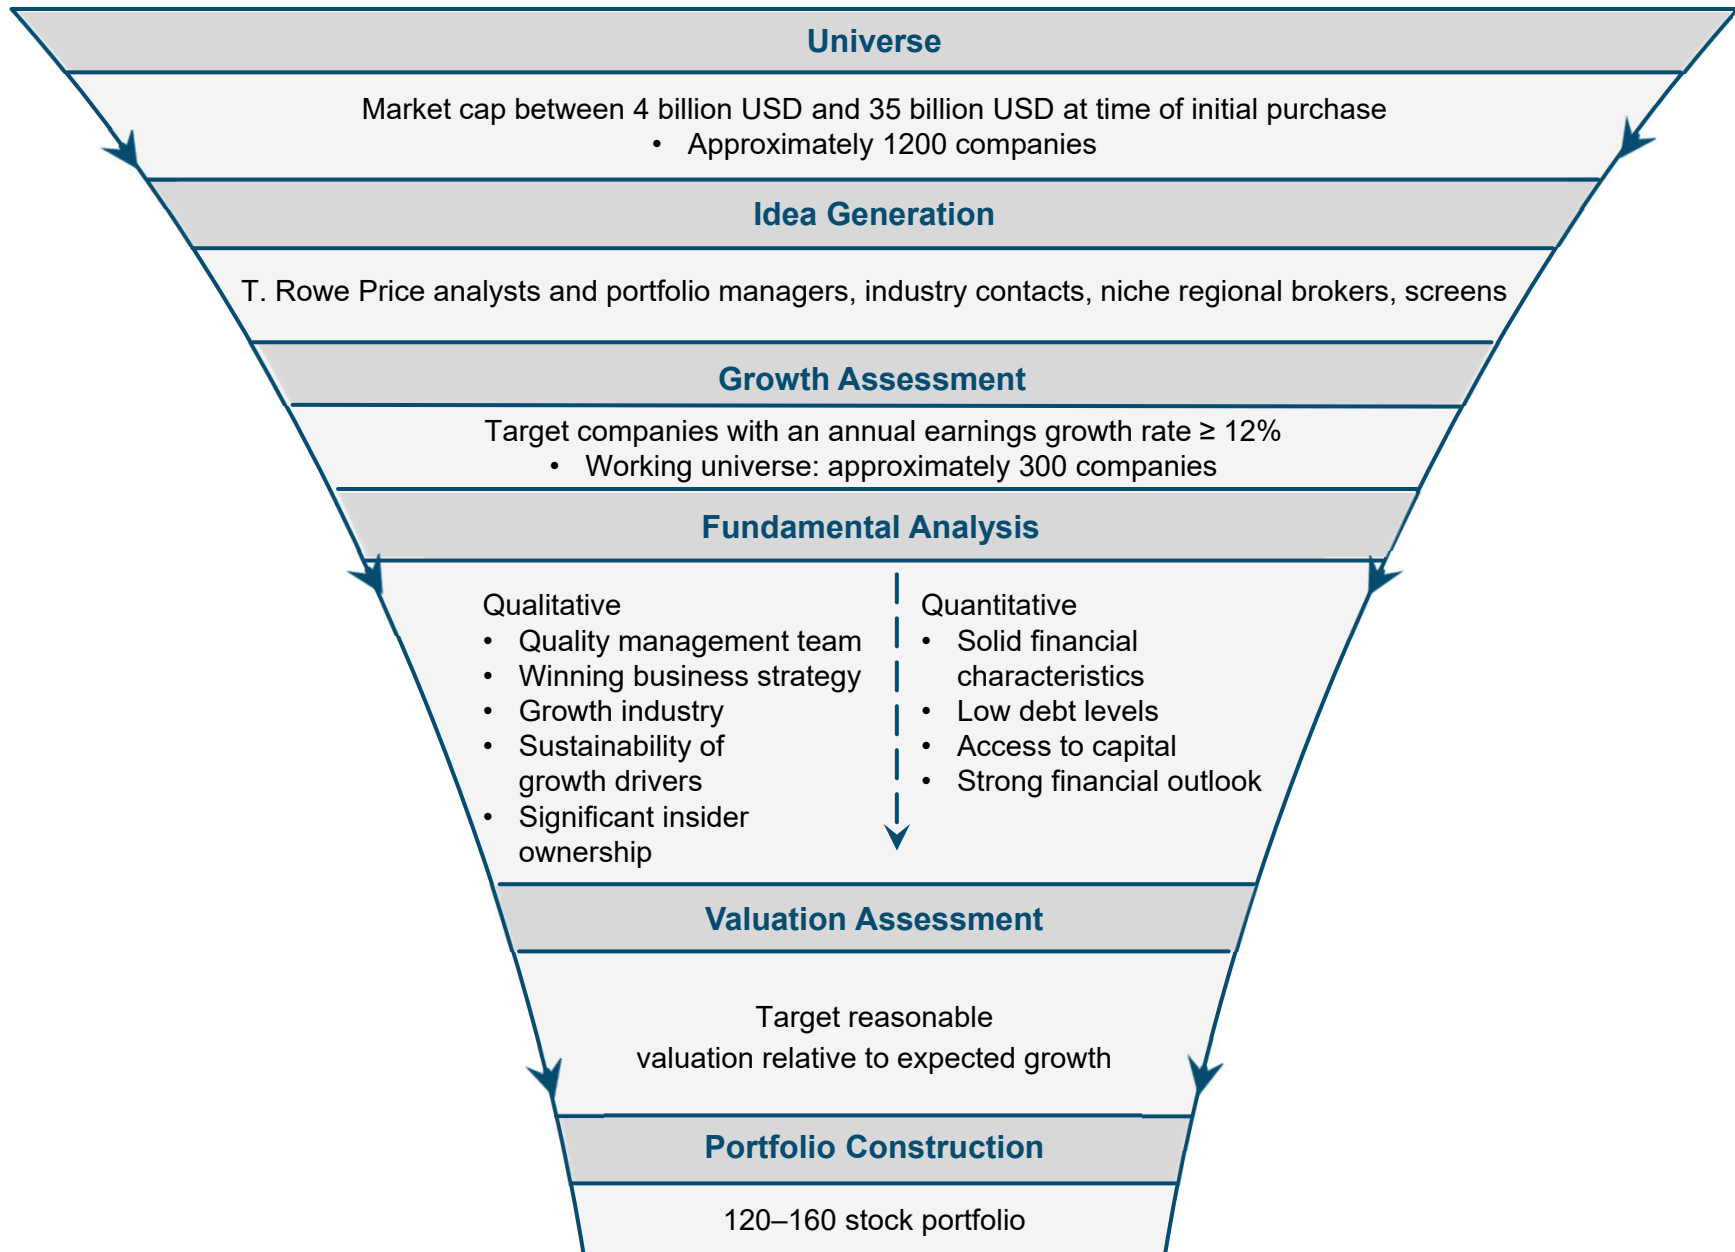 Universe
Market cap between 4 billion USD and 35 billion USD at time of initial purchase
• Approximately 1200 companies
Idea Generation
T. Rowe Price analysts and portfolio managers, industry contacts, niche regional brokers, screens
Growth Assessment
Target companies with an annual earnings growth rate ≥ 12%
• Working universe: approximately 300 companies
Fundamental Analysis
Qualitative
• Quality management team
• Winning business strategy
• Growth industry
• Sustainability of
growth drivers
• Significant insider
ownership
Quantitative
• Solid financial
characteristics
• Low debt levels
• Access to capital
• Strong financial outlook
Valuation Assessment
Target reasonable
valuation relative to expected growth
Portfolio Construction
120–160 stock portfolio